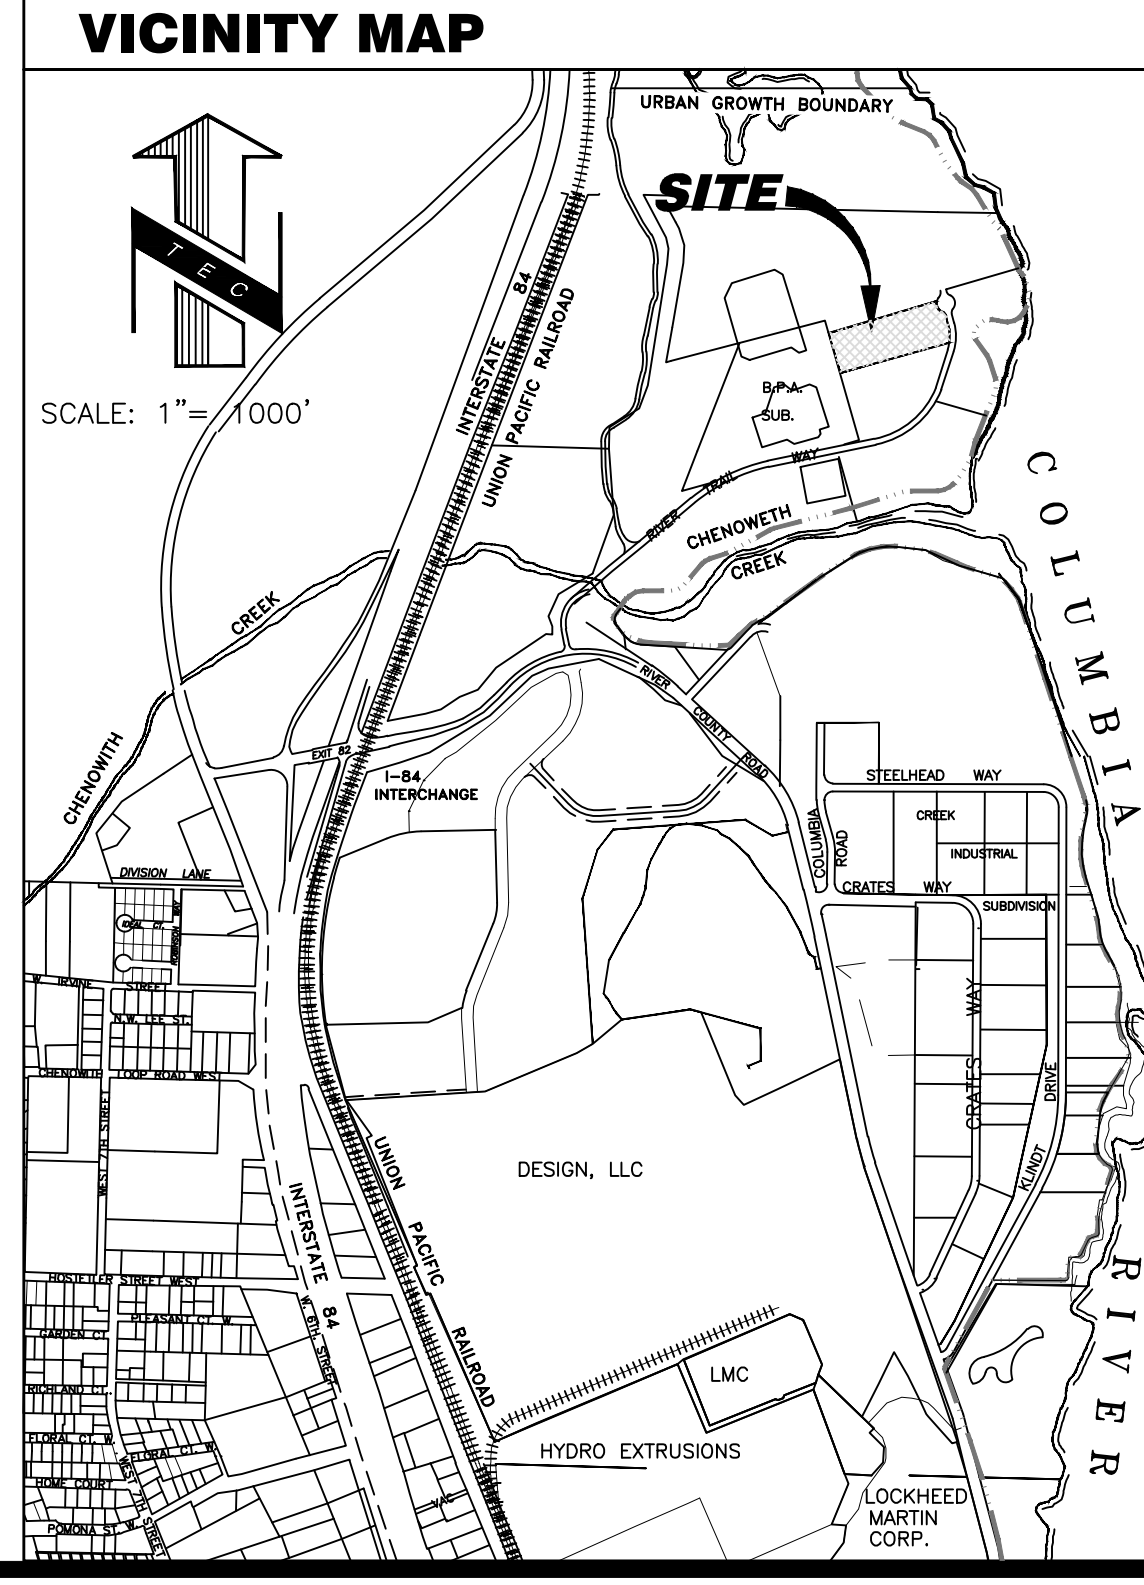 VICINITY MAP
URBAN GROWTH BOUNDARY
SITE
T E C
SCALE: 1"= 1000'
INTERSTATE 84
UNION PACIFIC RAILROAD
B.P.A.
SUB.
RIVER TRAIL WAY
CHENOWETH
CREEK
COLUMBIA
CREEK
CHENOWITH
RIVER
COUNTY
ROAD
EXIT 82
I-84
INTERCHANGE
STEELHEAD WAY
CREEK
INDUSTRIAL
SUBDIVISION
COLUMBIA
ROAD
CRATES WAY
DIVISION LANE
IDEAL CT.
ROBINSON WAY
W. IRVINE STREET
N.W. LEE ST.
CHENOWITH LOOP ROAD WEST
WEST 7TH STREET
CRATES WAY
KLINDT DRIVE
DESIGN, LLC
UNION PACIFIC RAILROAD
INTERSTATE 84
W. 6TH. STREET
HOSTETLER STREET WEST
PLEASANT CT. W.
GARDEN CT.
RICHLAND CT.
FLORAL CT. W.
FLORAL CT. W.
HOME COURT
WEST 7TH STREET
POMONA ST. W.
VAC
LMC
HYDRO EXTRUSIONS
LOCKHEED
MARTIN
CORP.
RIVER